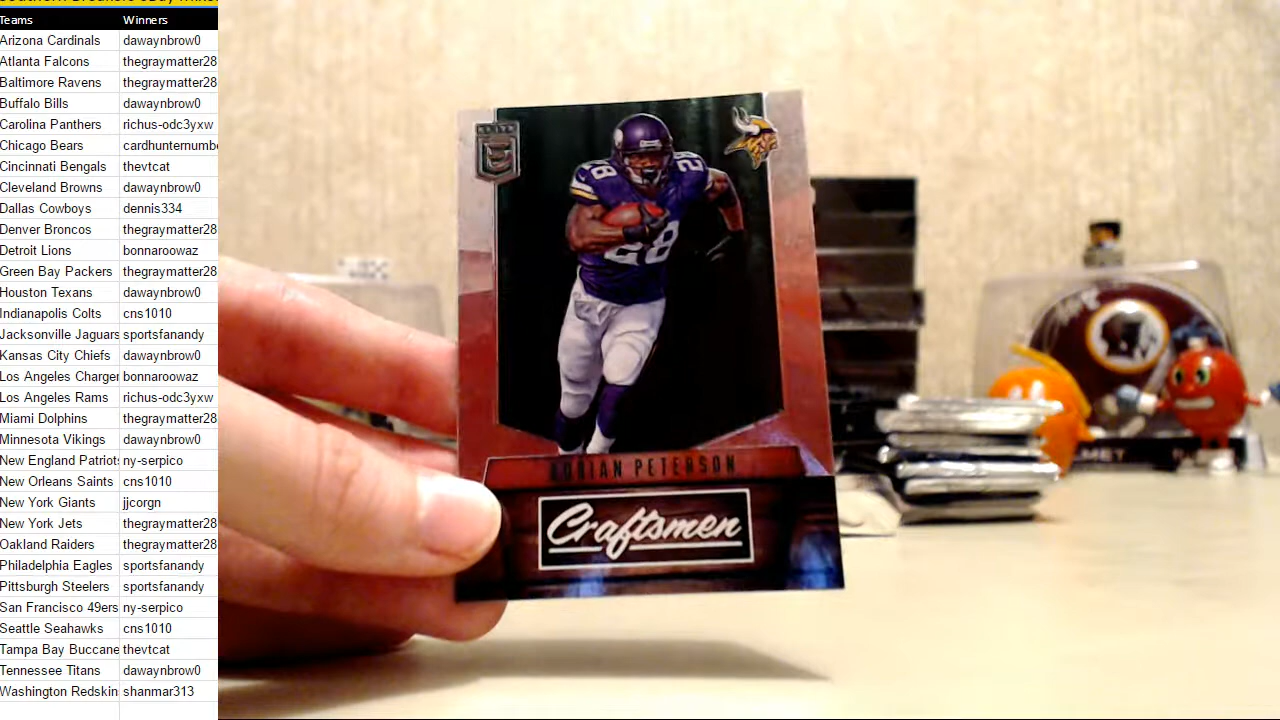 Teams Winners
Arizona Cardinals dawaynbrow0
Atlanta Falcons thegraymatter28
Baltimore Ravens thegraymatter28
Buffalo Bills dawaynbrow0
Carolina Panthers richus-odc3yxw
Chicago Bears cardhunternumb
Cincinnati Bengals thevtcat
Cleveland Browns dawaynbrow0
Dallas Cowboys dennis334
Denver Broncos thegraymatter28
Detroit Lions bonnaroowaz
Green Bay Packers thegraymatter28
Houston Texans dawaynbrow0
Indianapolis Colts cns1010
Jacksonville Jaguars sportsfanandy
Kansas City Chiefs dawaynbrow0
Los Angeles Charger bonnaroowaz
Los Angeles Rams richus-odc3yxw
Miami Dolphins thegraymatter28
Minnesota Vikings dawaynbrow0
New England Patriots ny-serpico
New Orleans Saints cns1010
New York Giants jjcorgn
New York Jets thegraymatter28
Oakland Raiders thegraymatter28
Philadelphia Eagles sportsfanandy
Pittsburgh Steelers sportsfanandy
San Francisco 49ers ny-serpico
Seattle Seahawks cns1010
Tampa Bay Buccane thevtcat
Tennessee Titans dawaynbrow0
Washington Redskin shanmar313
ELITE
E
28 28
28
ADRIAN PETERSON
Craftsmen